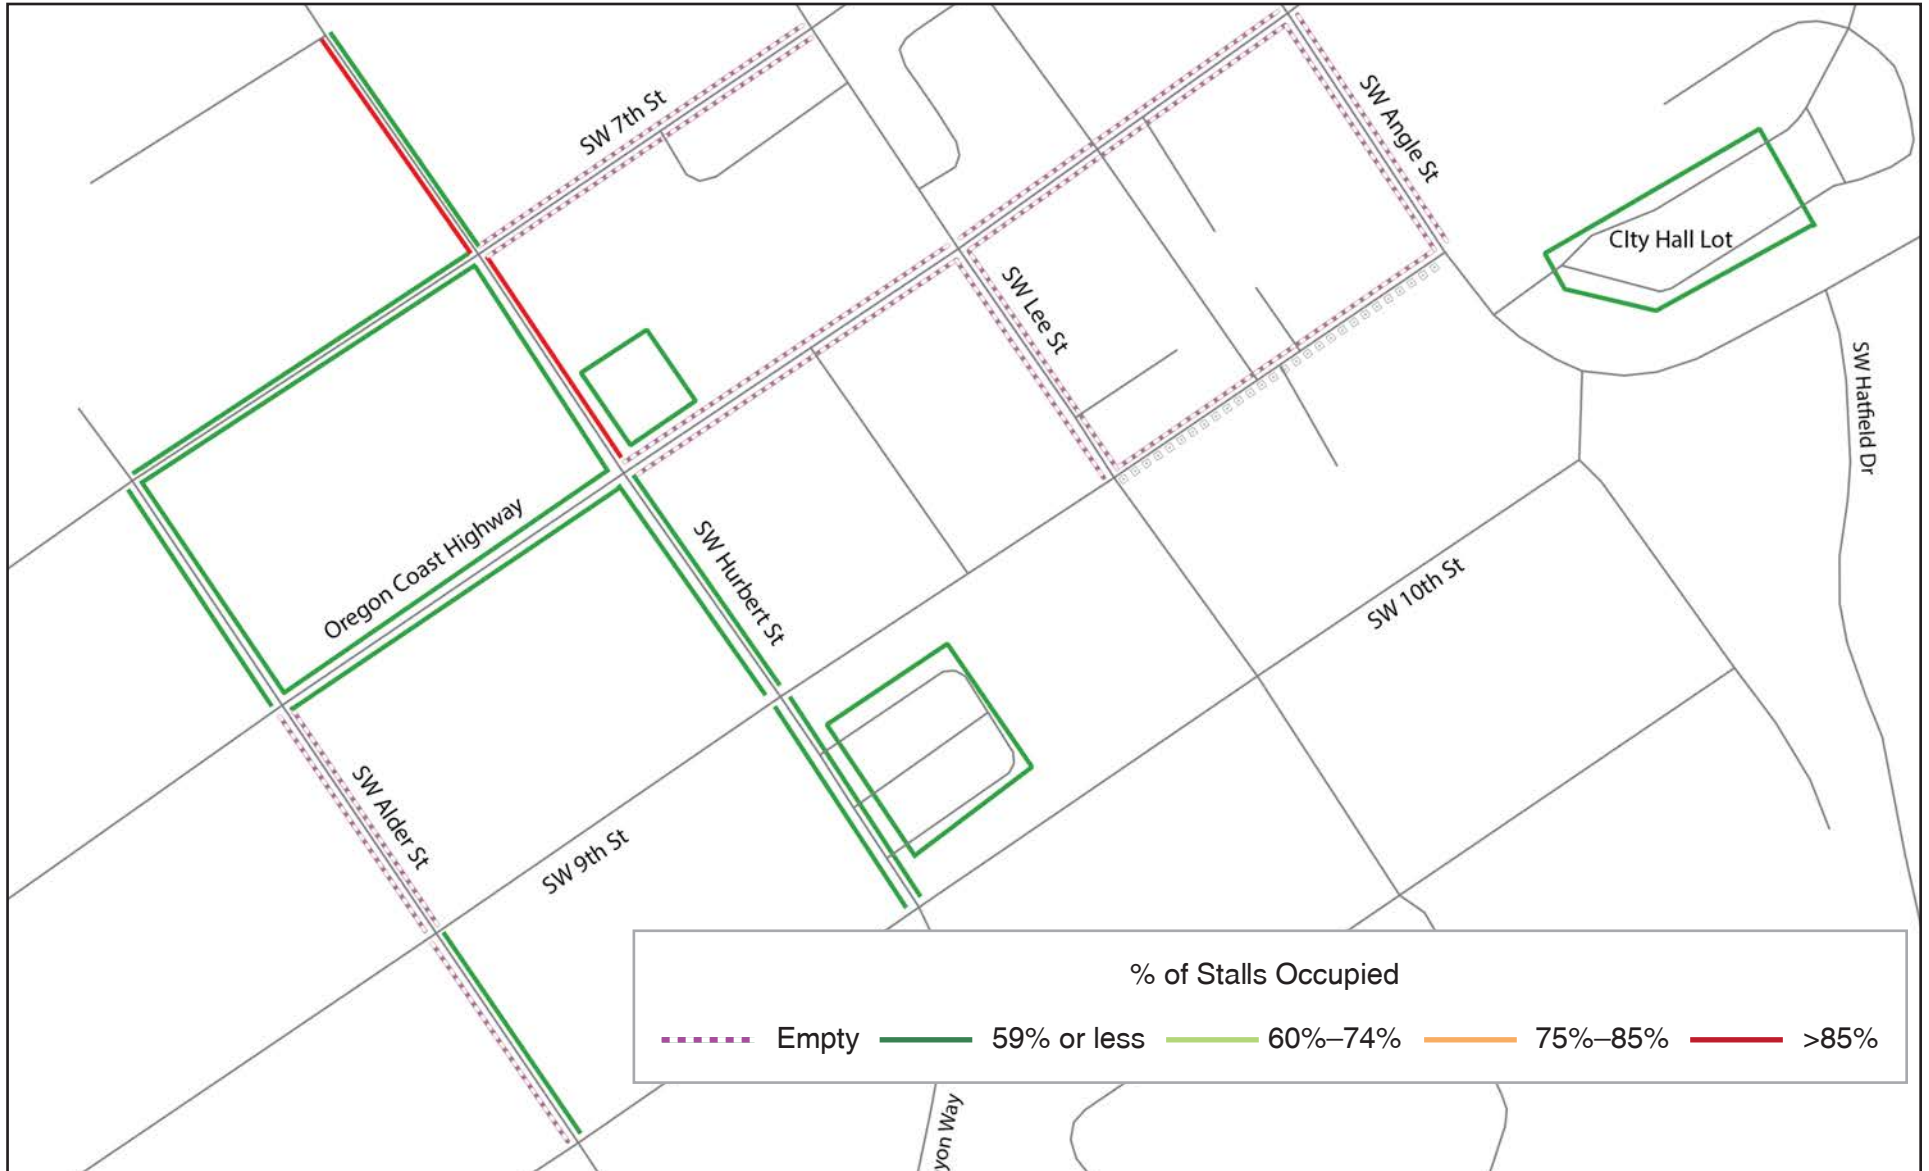 SW 7th St
SW Angle St
CIty Hall Lot
SW Lee St
SW Hatfield Dr
Oregon Coast Highway
SW Hurbert St
SW 10th St
SW Alder St
SW 9th St
% of Stalls Occupied
Empty 59% or less 60%–74% 75%–85% >85%
yon Way